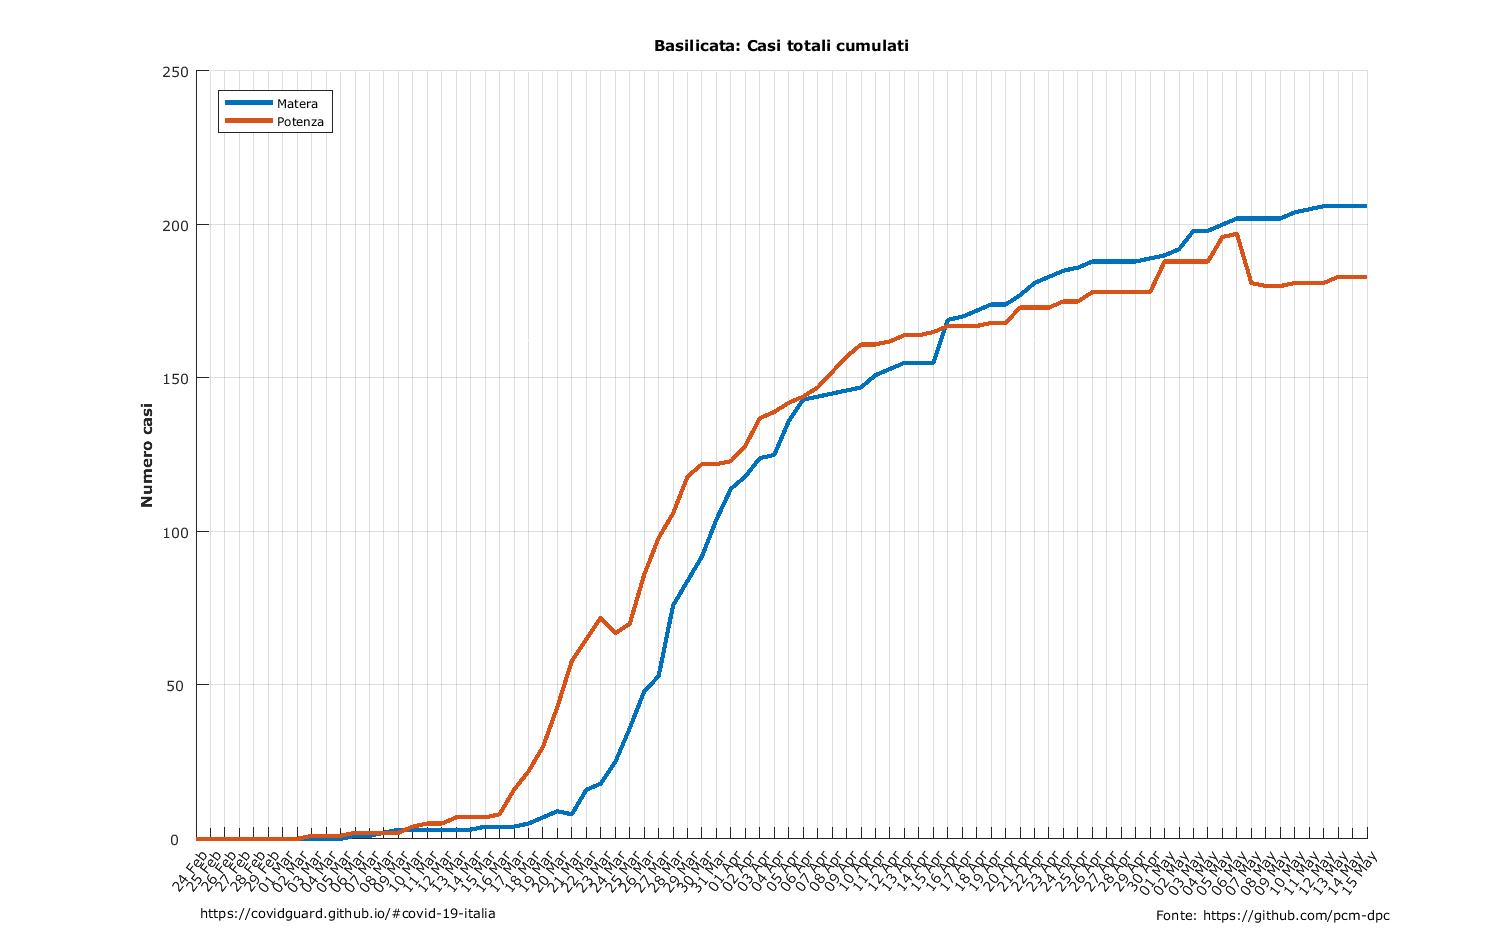 Basilicata: Casi totali cumulati
250
200
150
100
50
0
Numero casi
Matera
Potenza
24 Feb
25 Feb
26 Feb
27 Feb
28 Feb
29 Feb
01 Mar
02 Mar
03 Mar
04 Mar
05 Mar
06 Mar
07 Mar
08 Mar
09 Mar
10 Mar
11 Mar
12 Mar
13 Mar
14 Mar
15 Mar
16 Mar
17 Mar
18 Mar
19 Mar
20 Mar
21 Mar
22 Mar
23 Mar
24 Mar
25 Mar
26 Mar
27 Mar
28 Mar
29 Mar
30 Mar
31 Mar
01 Apr
02 Apr
03 Apr
04 Apr
05 Apr
06 Apr
07 Apr
08 Apr
09 Apr
10 Apr
11 Apr
12 Apr
13 Apr
14 Apr
15 Apr
16 Apr
17 Apr
18 Apr
19 Apr
20 Apr
21 Apr
22 Apr
23 Apr
24 Apr
25 Apr
26 Apr
27 Apr
28 Apr
29 Apr
30 Apr
01 May
02 May
03 May
04 May
05 May
06 May
07 May
08 May
09 May
10 May
11 May
12 May
13 May
14 May
15 May
https://covidguard.github.io/#covid-19-italia
Fonte: https://github.com/pcm-dpc